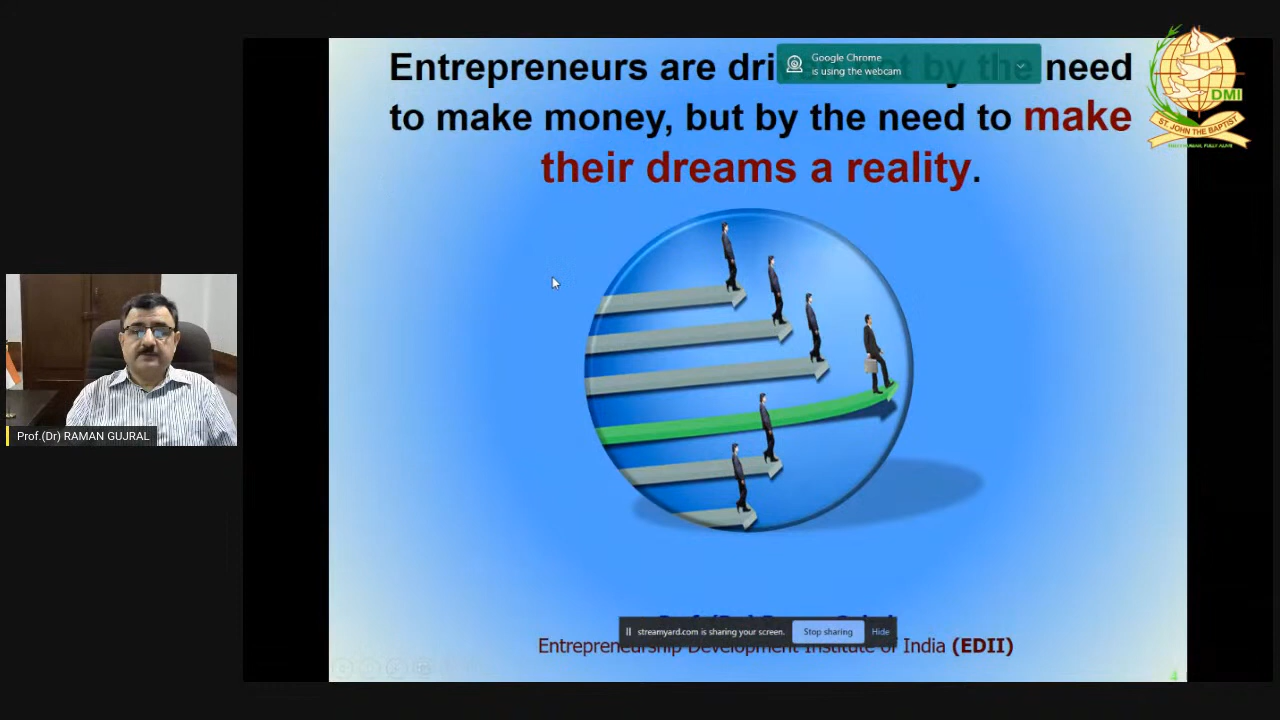 Entrepreneurs are need
to make money, but by the need to make
their dreams a reality.
Google Chrome
is using the webcam
DMI
ST. JOHN THE BAPTIST
Prof.(Dr) RAMAN GUJRAL
streamyard.com is sharing your screen. Stop sharing Hide
Entrepreneurship Development Institute of India (EDII)